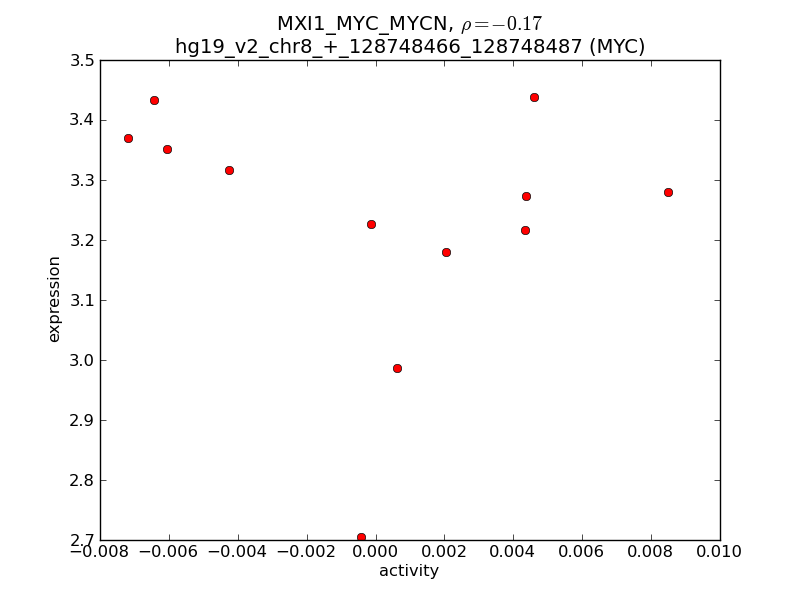 MXI1_MYC_MYCN, ρ=−0.17
hg19_v2_chr8_+_128748466_128748487 (MYC)
3.5
3.4
3.3
3.2
3.1
3.0
2.9
2.8
2.7
expression
−0.008 −0.006 −0.004 −0.002 0.000 0.002 0.004 0.006 0.008 0.010
activity